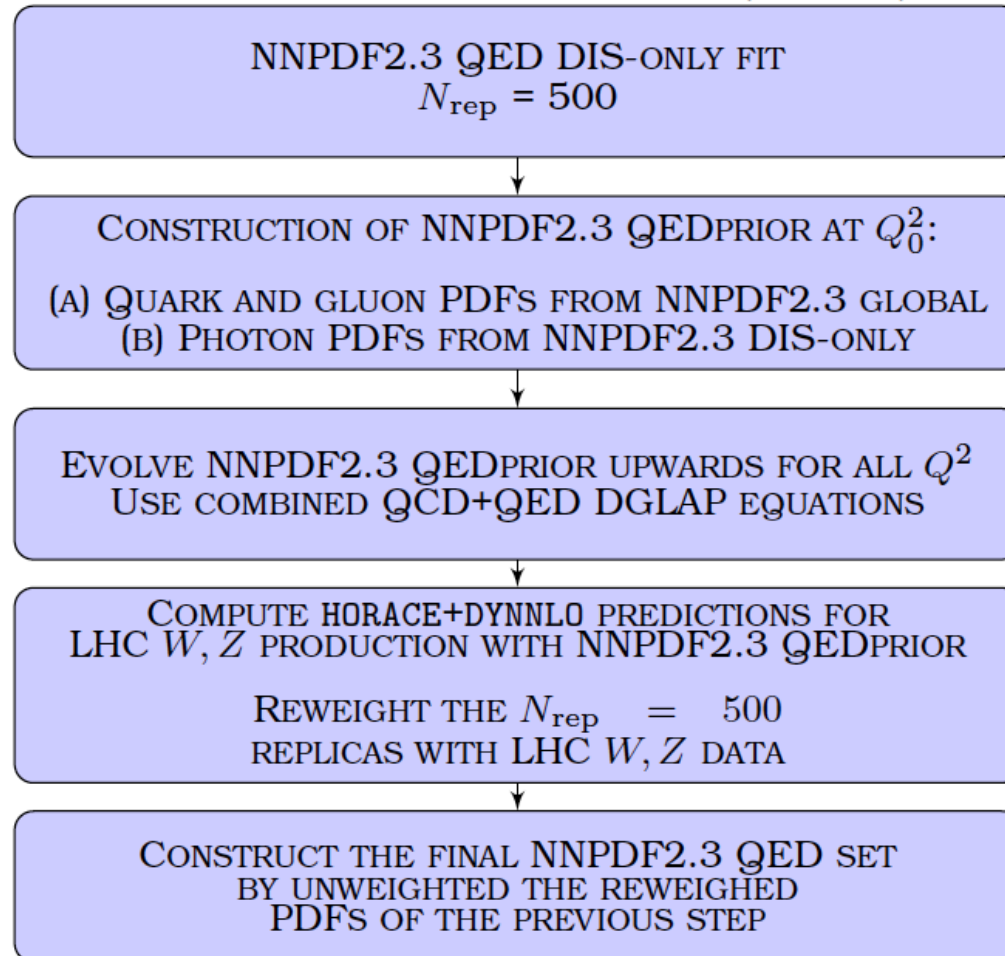 NNPDF2.3 QED DIS-ONLY FIT
N_rep = 500
CONSTRUCTION OF NNPDF2.3 QEDPRIOR AT Q_0^2:
(A) QUARK AND GLUON PDFS FROM NNPDF2.3 GLOBAL
(B) PHOTON PDFS FROM NNPDF2.3 DIS-ONLY
EVOLVE NNPDF2.3 QEDPRIOR UPWARDS FOR ALL Q^2
USE COMBINED QCD+QED DGLAP EQUATIONS
COMPUTE HORACE+DYNNLO PREDICTIONS FOR
LHC W, Z PRODUCTION WITH NNPDF2.3 QEDPRIOR
REWEIGHT THE N_rep = 500
REPLICAS WITH LHC W, Z DATA
CONSTRUCT THE FINAL NNPDF2.3 QED SET
BY UNWEIGHTED THE REWEIGHED
PDFS OF THE PREVIOUS STEP